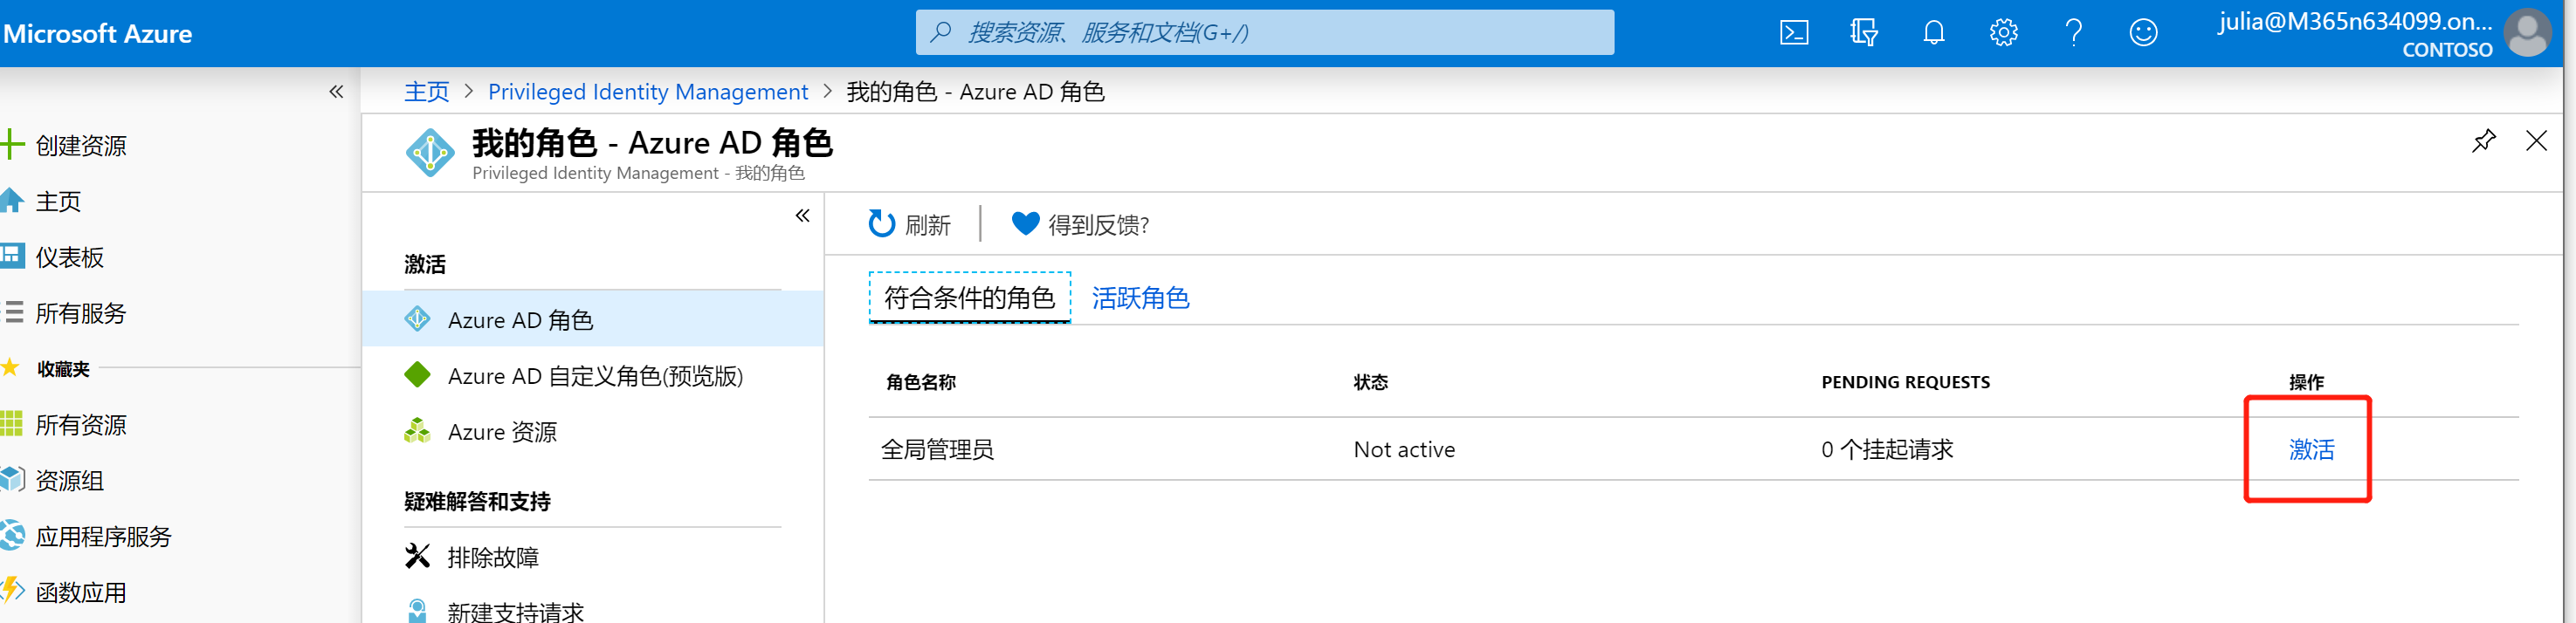 Microsoft Azure
搜索资源、服务和文档(G+/)
julia@M365n634099.on...
CONTOSO
主页 > Privileged Identity Management > 我的角色 - Azure AD 角色
创建资源
主页
仪表板
所有服务
收藏夹
所有资源
资源组
应用程序服务
函数应用
我的角色 - Azure AD 角色
Privileged Identity Management - 我的角色
激活
Azure AD 角色
Azure AD 自定义角色(预览版)
Azure 资源
疑难解答和支持
排除故障
新建支持请求
刷新 得到反馈?
符合条件的角色 活跃角色
角色名称 状态 PENDING REQUESTS 操作
全局管理员 Not active 0 个挂起请求 激活